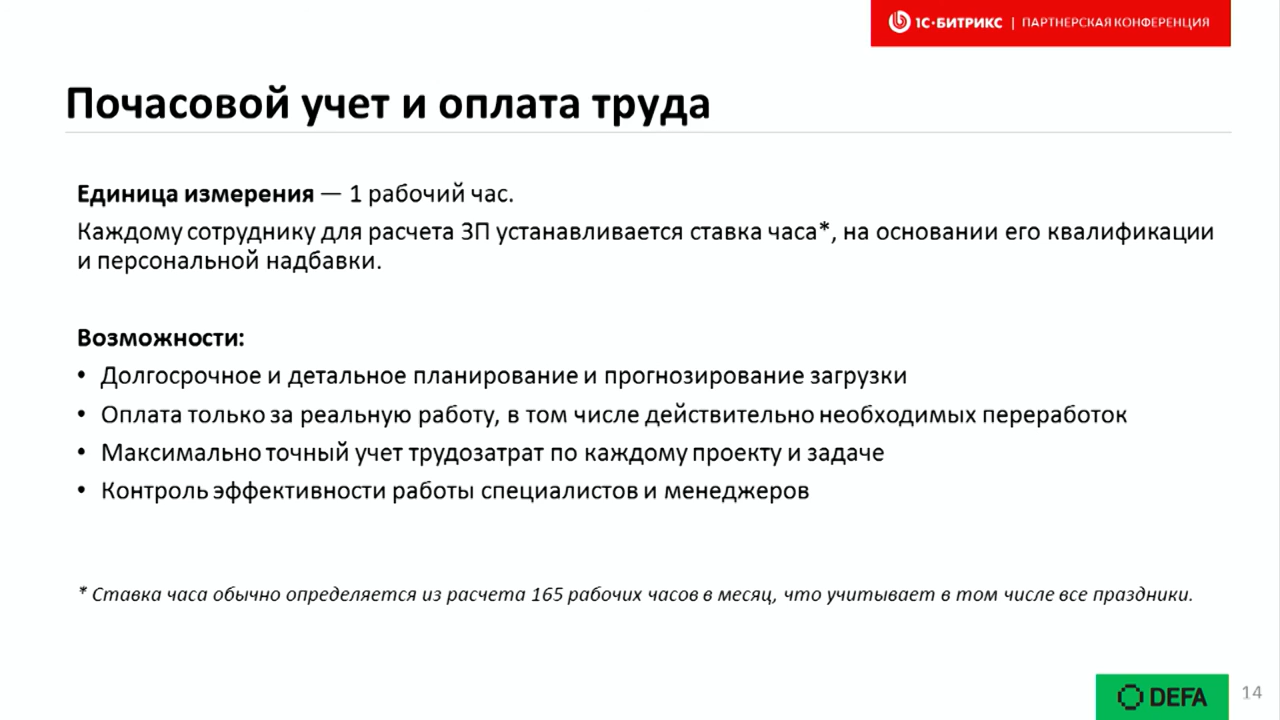 1С-БИТРИКС | ПАРТНЕРСКАЯ КОНФЕРЕНЦИЯ
Почасовой учет и оплата труда
Единица измерения — 1 рабочий час.
Каждому сотруднику для расчета ЗП устанавливается ставка часа*, на основании его квалификации
и персональной надбавки.
Возможности:
• Долгосрочное и детальное планирование и прогнозирование загрузки
• Оплата только за реальную работу, в том числе действительно необходимых переработок
• Максимально точный учет трудозатрат по каждому проекту и задаче
• Контроль эффективности работы специалистов и менеджеров
* Ставка часа обычно определяется из расчета 165 рабочих часов в месяц, что учитывает в том числе все праздники.
DEFA 14